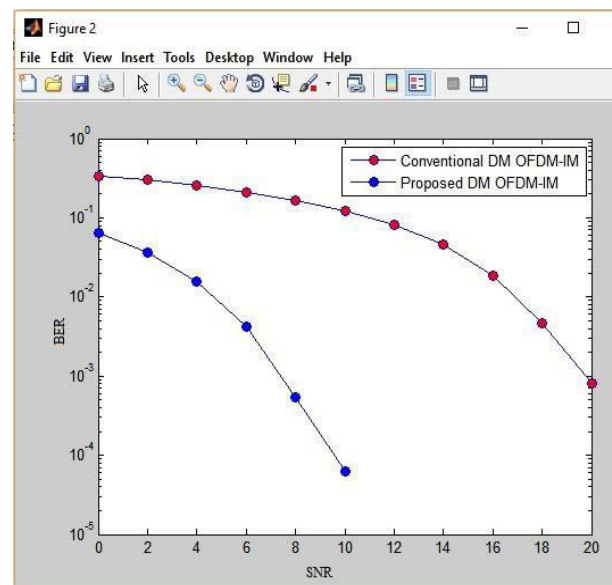 Figure 2
File Edit View Insert Tools Desktop Window Help
10^0
10^-1
10^-2
10^-3
10^-4
10^-5
BER
Conventional DM OFDM-IM
Proposed DM OFDM-IM
0 2 4 6 8 10 12 14 16 18 20
SNR